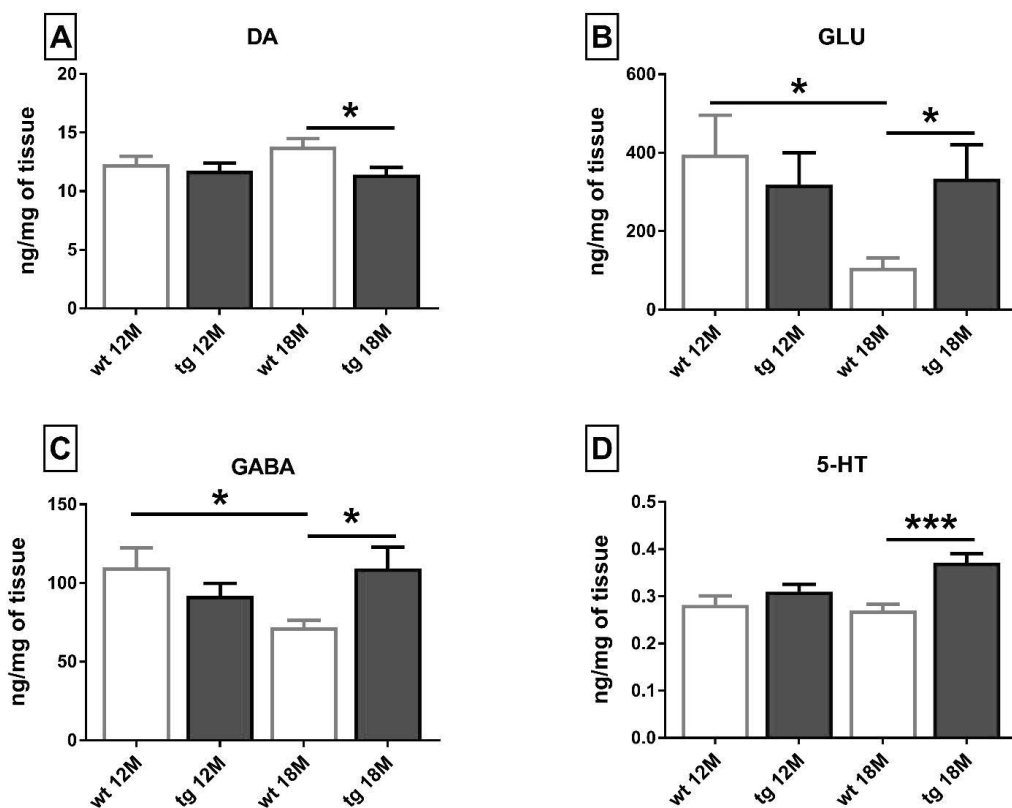 A
DA
ng/mg of tissue
20
15
10
5
0
*
wt 12M
tg 12M
wt 18M
tg 18M
B
GLU
ng/mg of tissue
600
400
200
0
*
*
wt 12M
tg 12M
wt 18M
tg 18M
C
GABA
ng/mg of tissue
150
100
50
0
*
*
wt 12M
tg 12M
wt 18M
tg 18M
D
5-HT
ng/mg of tissue
0.5
0.4
0.3
0.2
0.1
0.0
***
wt 12M
tg 12M
wt 18M
tg 18M